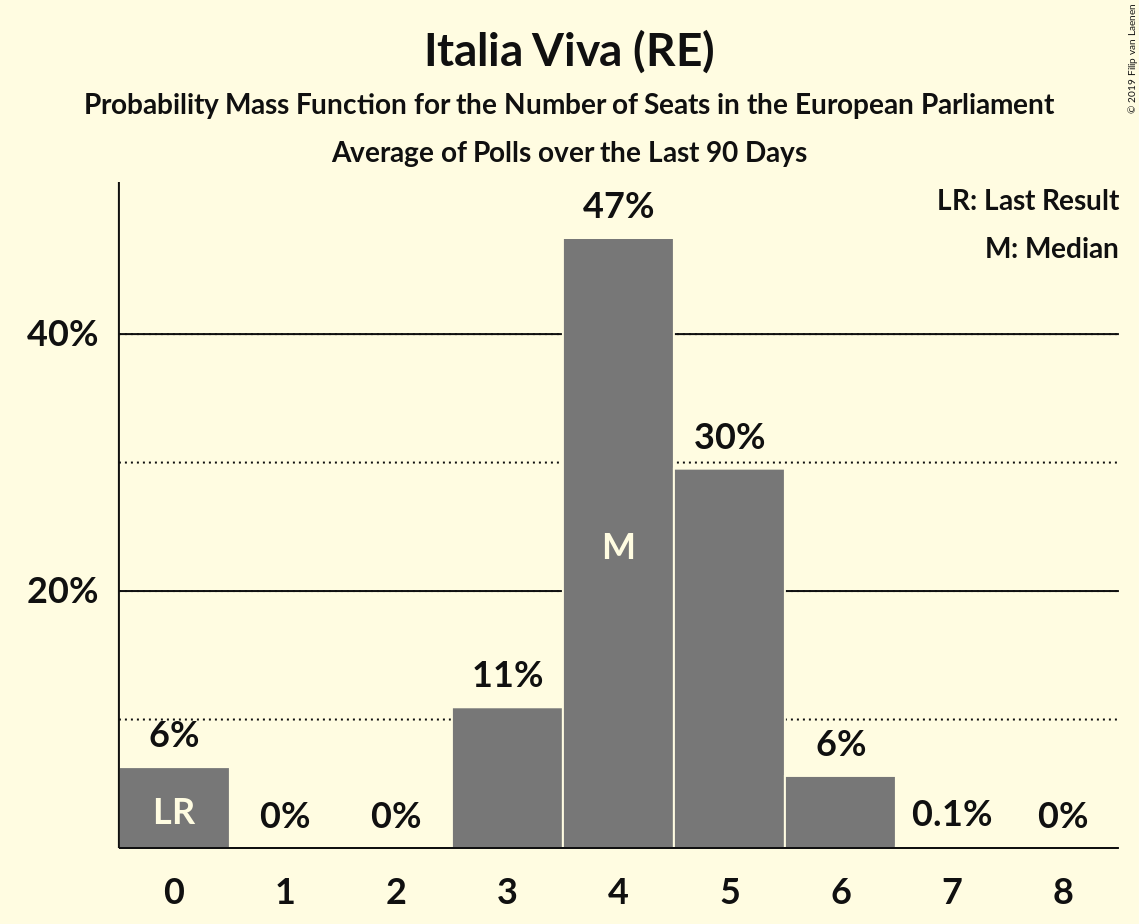 Italia Viva (RE)
Probability Mass Function for the Number of Seats in the European Parliament
Average of Polls over the Last 90 Days
© 2019 Filip van Laenen
LR: Last Result
M: Median
47%
40%
30%
M
20%
11%
6%
6%
LR
0%
0%
0.1%
0%
0 1 2 3 4 5 6 7 8